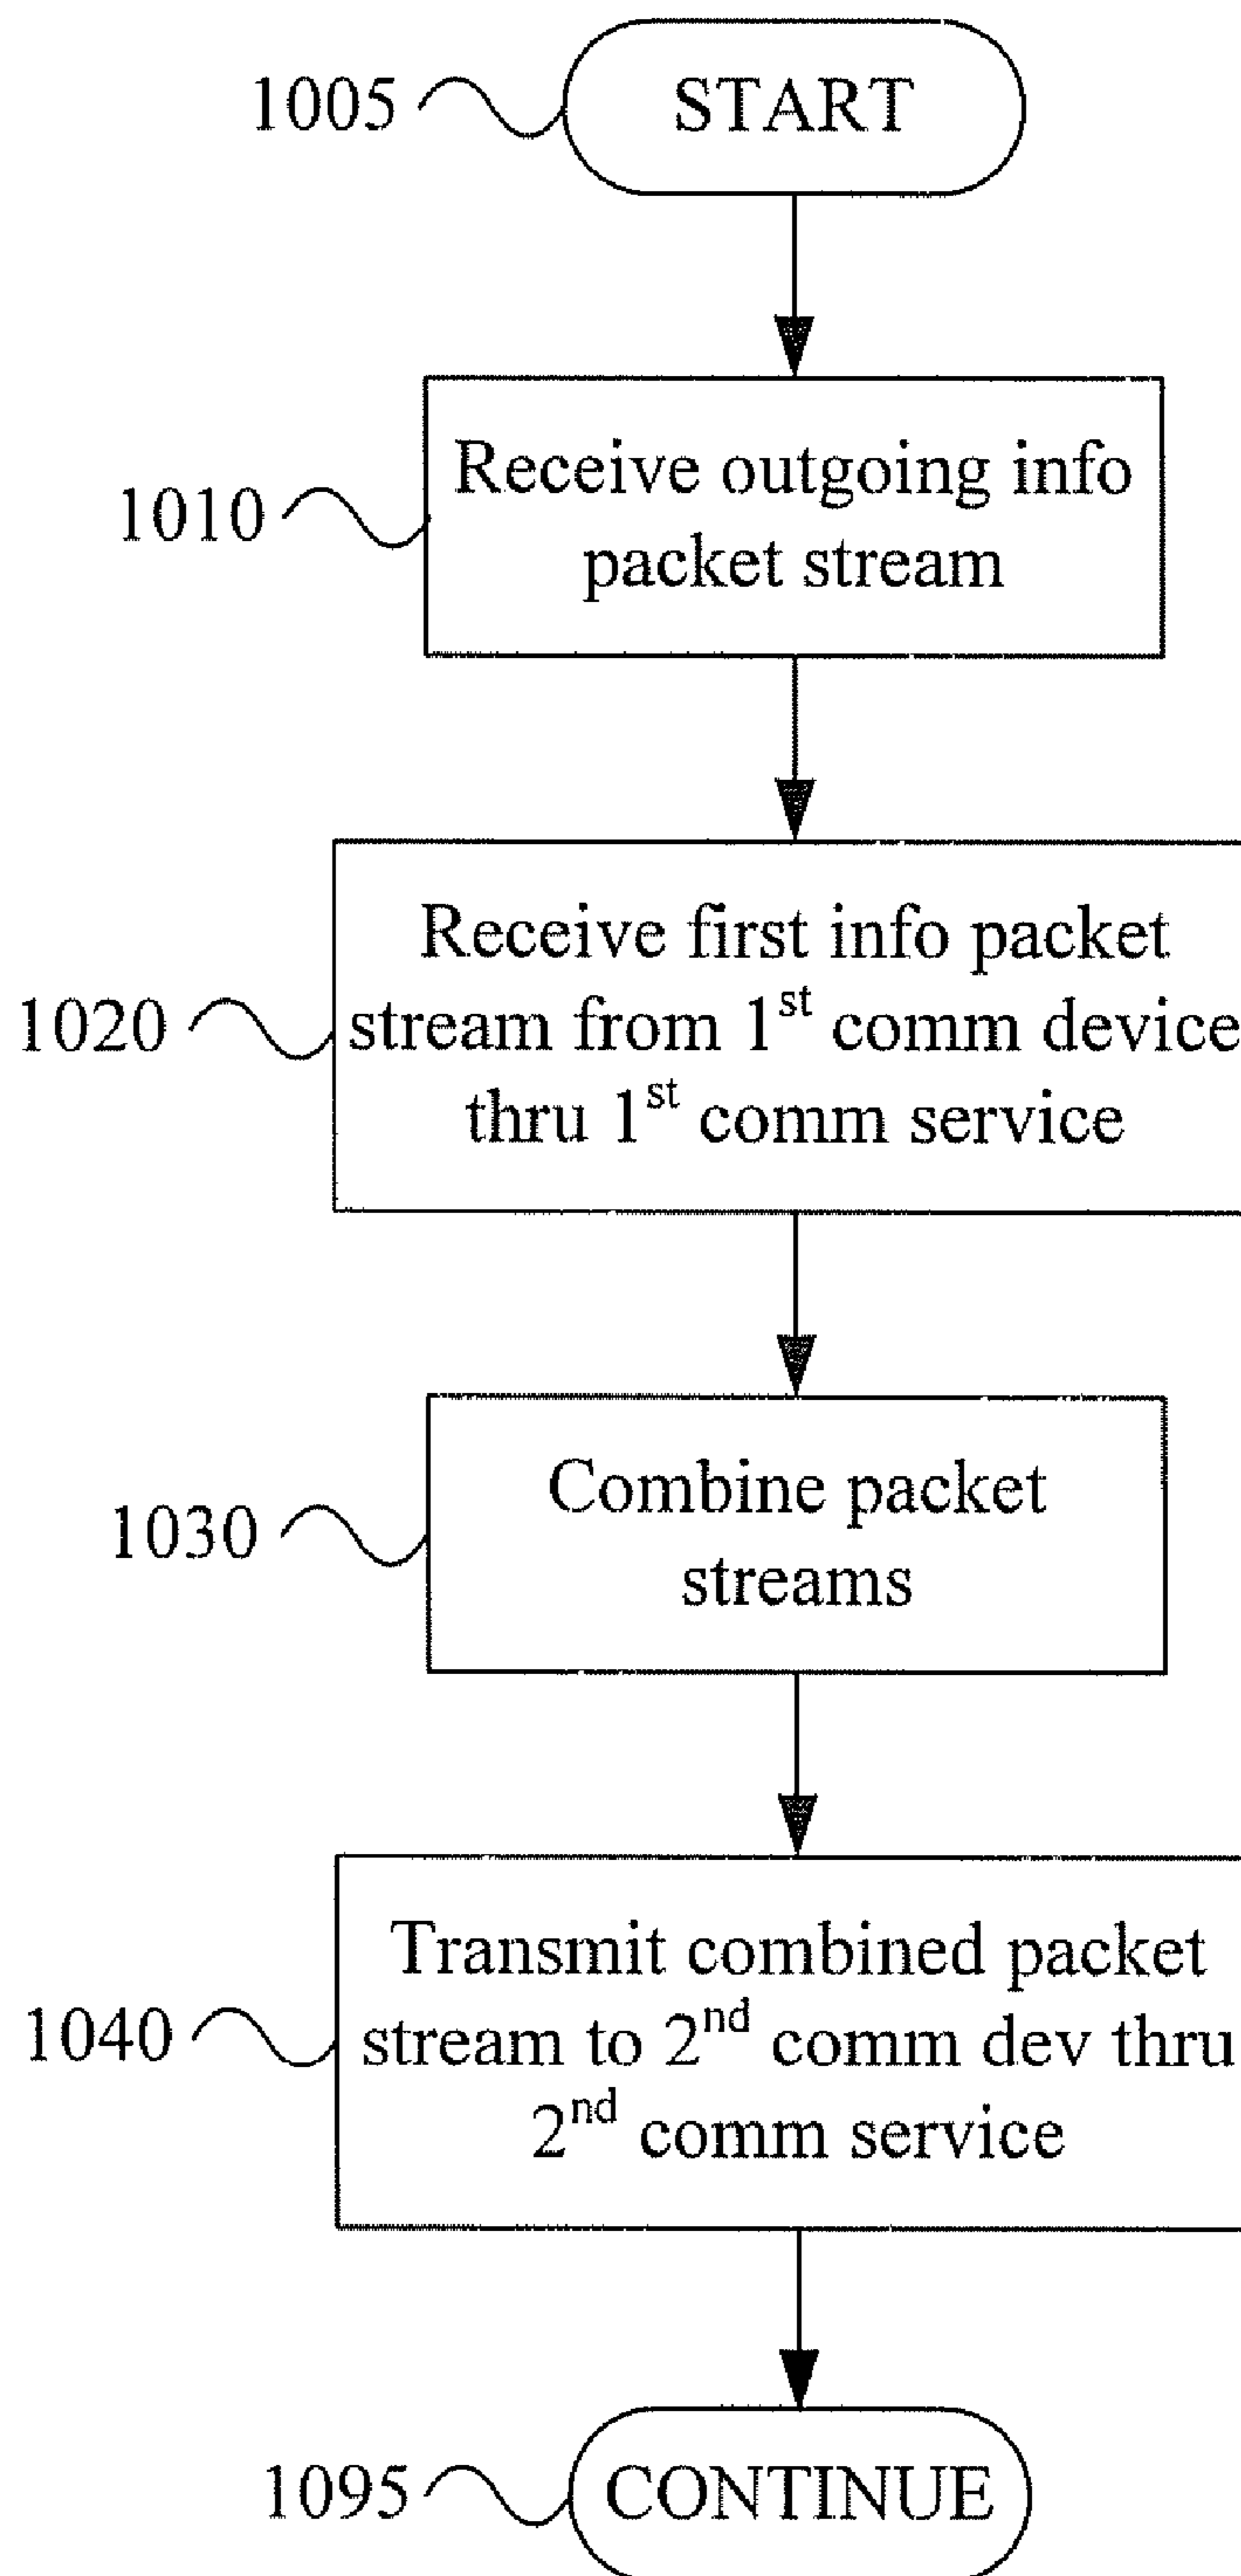 1005
START
1010
Receive outgoing info
packet stream
1020
Receive first info packet
stream from 1st comm device
thru 1st comm service
1030
Combine packet
streams
1040
Transmit combined packet
stream to 2nd comm dev thru
2nd comm service
1095
CONTINUE